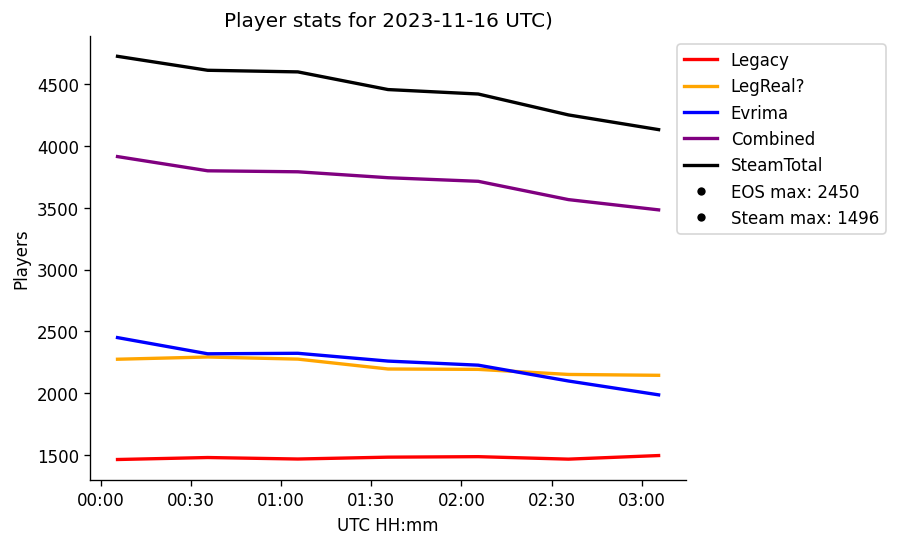 Player stats for 2023-11-16 UTC)
Legacy
LegReal?
Evrima
Combined
SteamTotal
EOS max: 2450
Steam max: 1496
Players
4500
4000
3500
3000
2500
2000
1500
00:00 00:30 01:00 01:30 02:00 02:30 03:00
UTC HH:mm